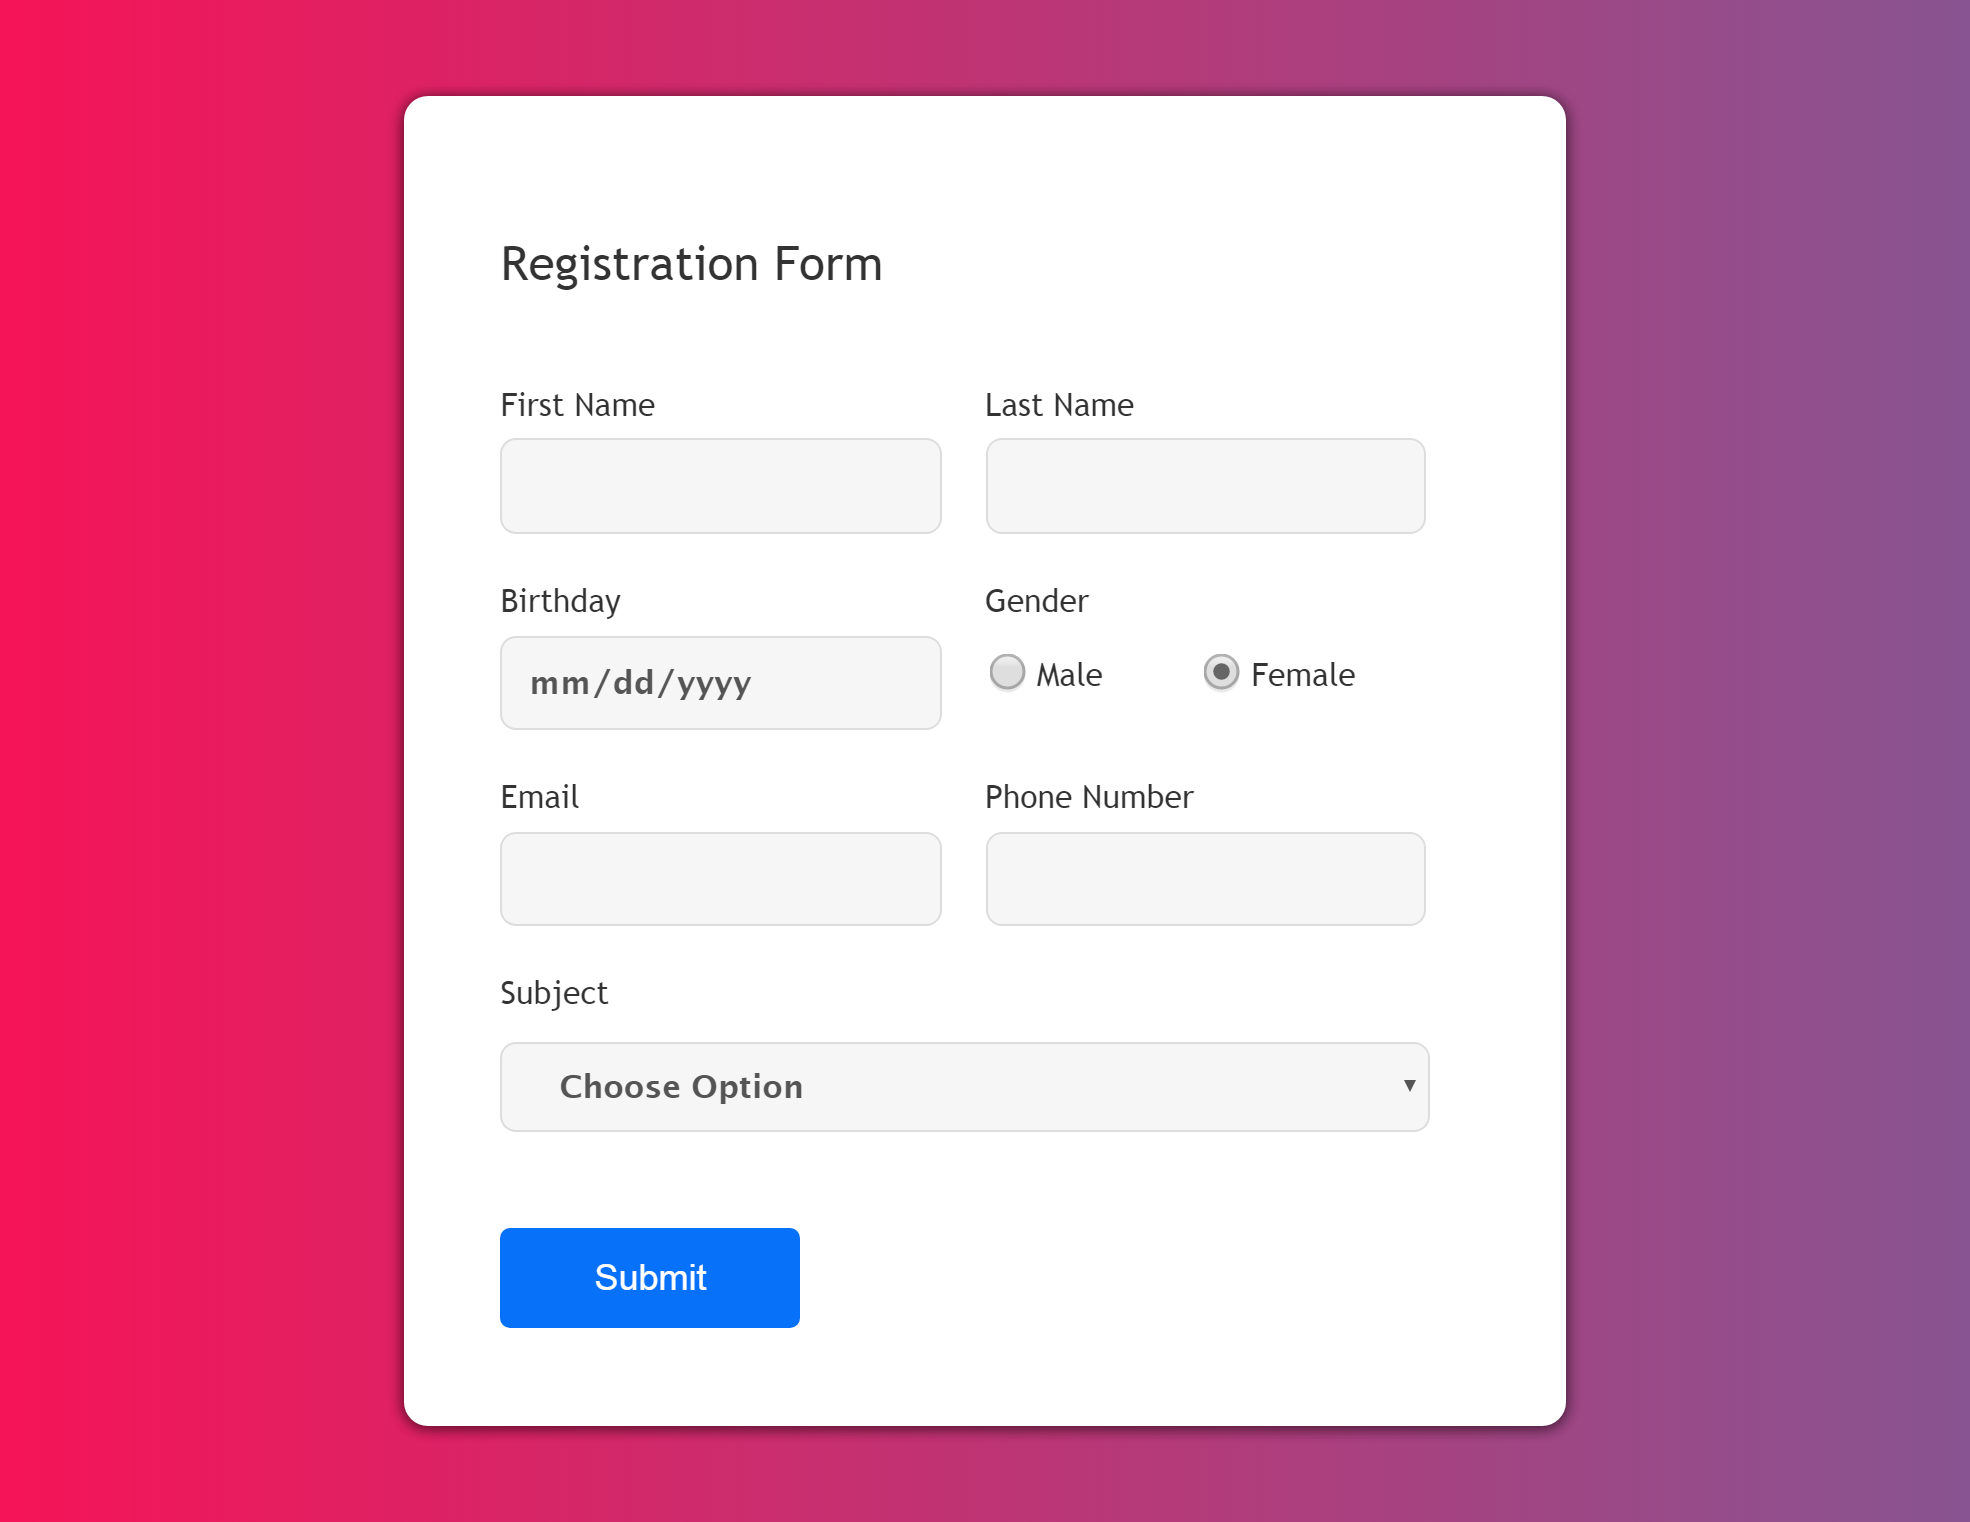 Registration Form
First Name Last Name
Birthday Gender
mm/dd/yyyy Male Female
Email Phone Number
Subject
Choose Option
Submit